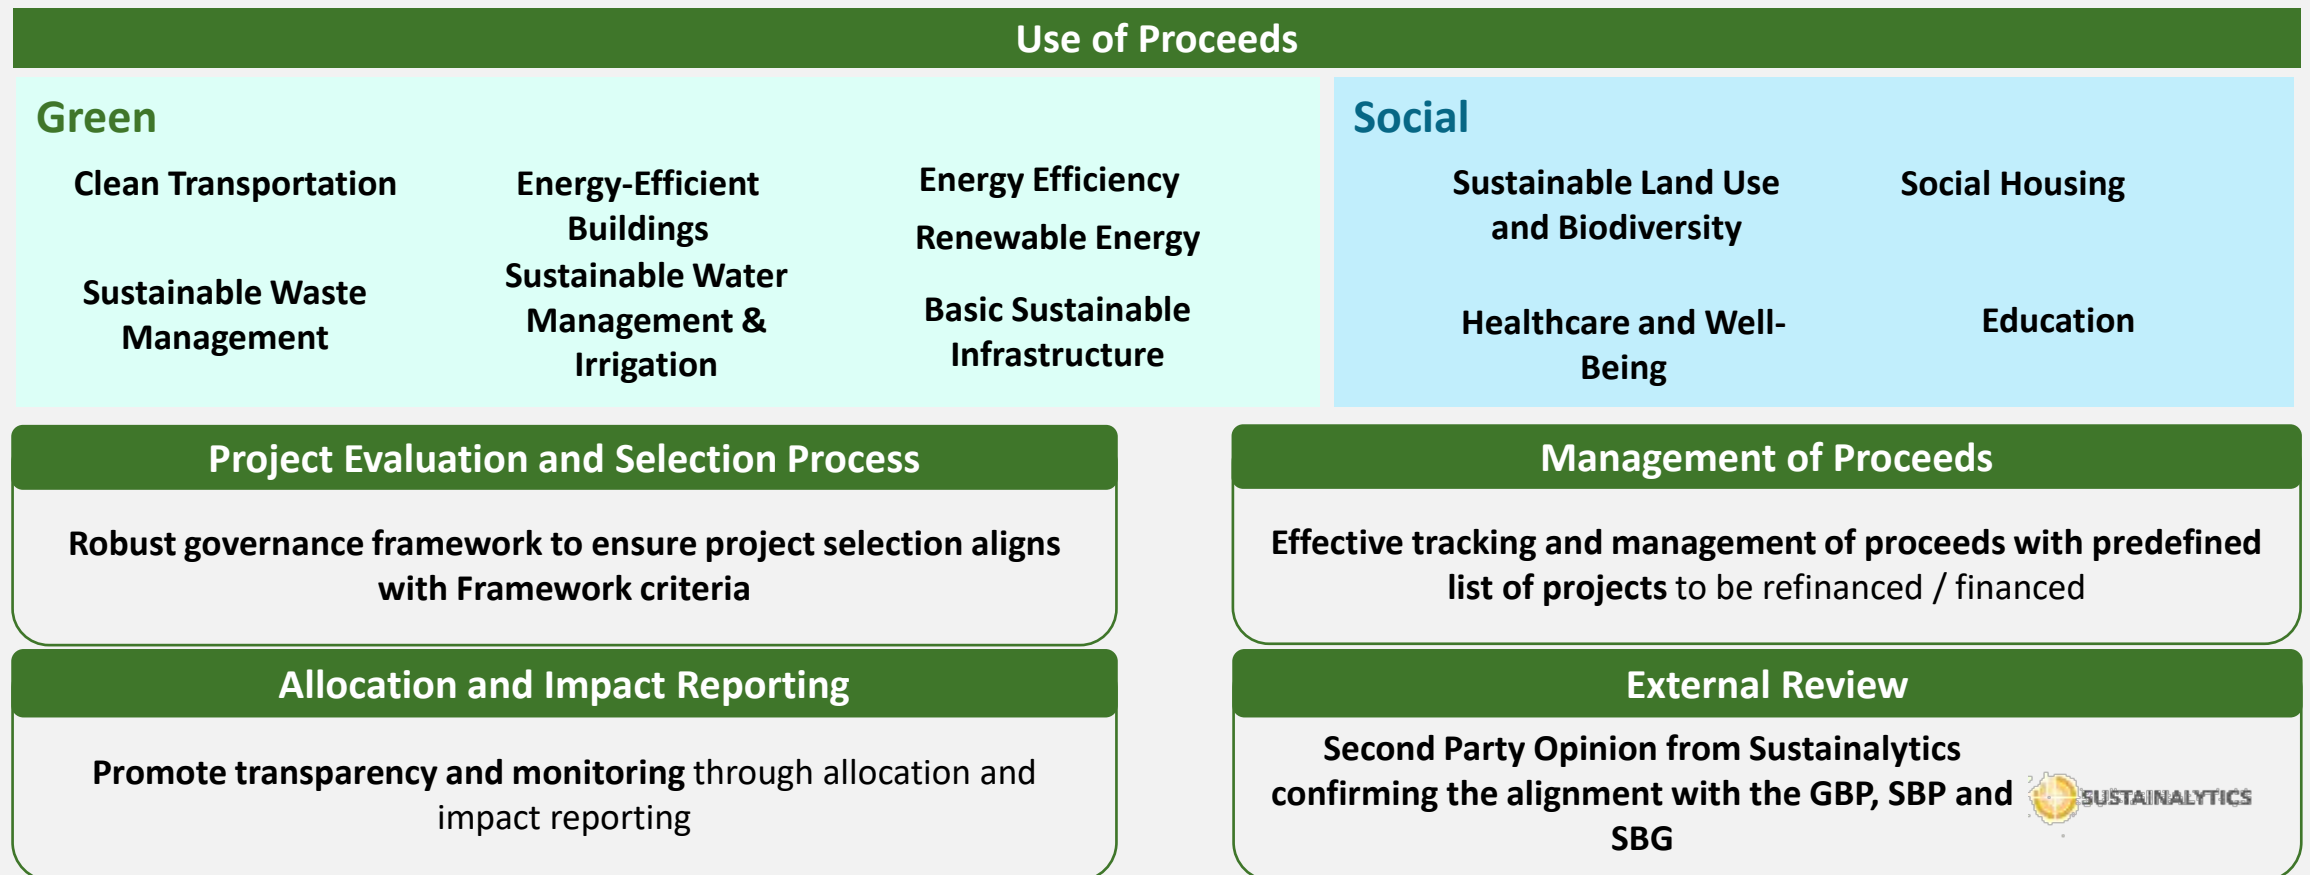 Use of Proceeds
Green
Clean Transportation
Energy-Efficient
Buildings
Energy Efficiency
Renewable Energy
Sustainable Waste
Management
Sustainable Water
Management &
Irrigation
Basic Sustainable
Infrastructure
Social
Sustainable Land Use
and Biodiversity
Social Housing
Healthcare and Well-
Being
Education
Project Evaluation and Selection Process
Robust governance framework to ensure project selection aligns
with Framework criteria
Management of Proceeds
Effective tracking and management of proceeds with predefined
list of projects to be refinanced / financed
Allocation and Impact Reporting
Promote transparency and monitoring through allocation and
impact reporting
External Review
Second Party Opinion from Sustainalytics
confirming the alignment with the GBP, SBP and
SBG
SUSTAINALYTICS